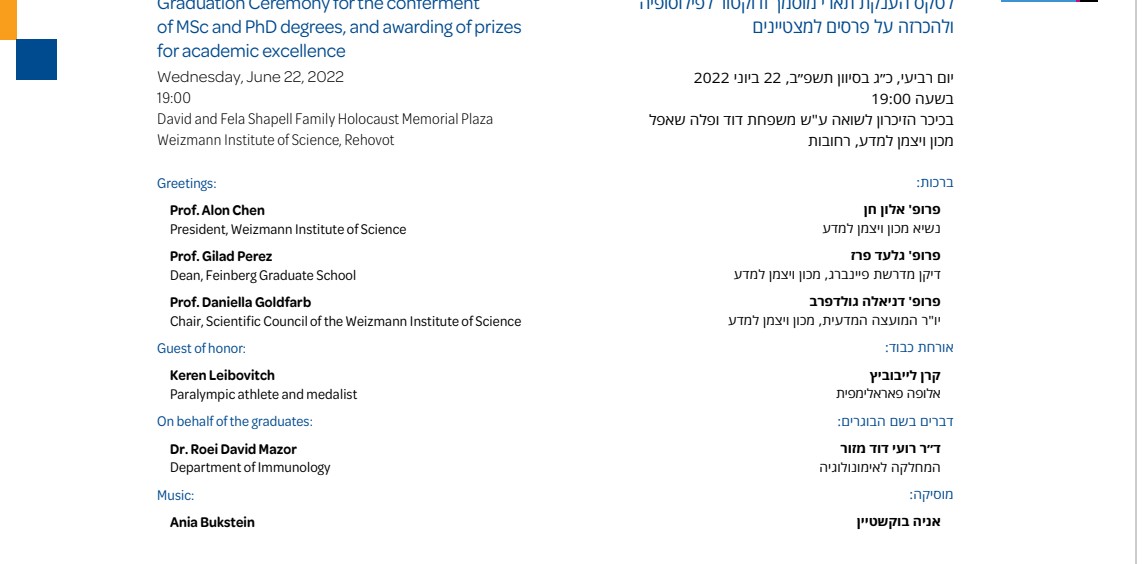 Graduation Ceremony for the conferment
of MSc and PhD degrees, and awarding of prizes
for academic excellence
Wednesday, June 22, 2022
19:00
David and Fela Shapell Family Holocaust Memorial Plaza
Weizmann Institute of Science, Rehovot
Greetings:
Prof. Alon Chen
President, Weizmann Institute of Science
Prof. Gilad Perez
Dean, Feinberg Graduate School
Prof. Daniella Goldfarb
Chair, Scientific Council of the Weizmann Institute of Science
Guest of honor:
Keren Leibovitch
Paralympic athlete and medalist
On behalf of the graduates:
Dr. Roei David Mazor
Department of Immunology
Music:
Ania Bukstein
לטקס הענקת תארי מוסמך ודוקטור לפילוסופיה
ולהכרזה על פרסים למצטיינים
יום רביעי, כ״ג בסיוון תשפ״ב, 22 ביוני 2022
בשעה 19:00
בכיכר הזיכרון לשואה ע"ש משפחת דוד ופלה שאפל
מכון ויצמן למדע, רחובות
ברכות:
פרופ' אלון חן
נשיא מכון ויצמן למדע
פרופ' גלעד פרז
דיקן מדרשת פיינברג, מכון ויצמן למדע
פרופ' דניאלה גולדפרב
יו"ר המועצה המדעית, מכון ויצמן למדע
אורחת כבוד:
קרן לייבוביץ
אלופה פאראלימפית
דברים בשם הבוגרים:
ד״ר רועי דוד מזור
המחלקה לאימונולוגיה
מוסיקה:
אניה בוקשטיין